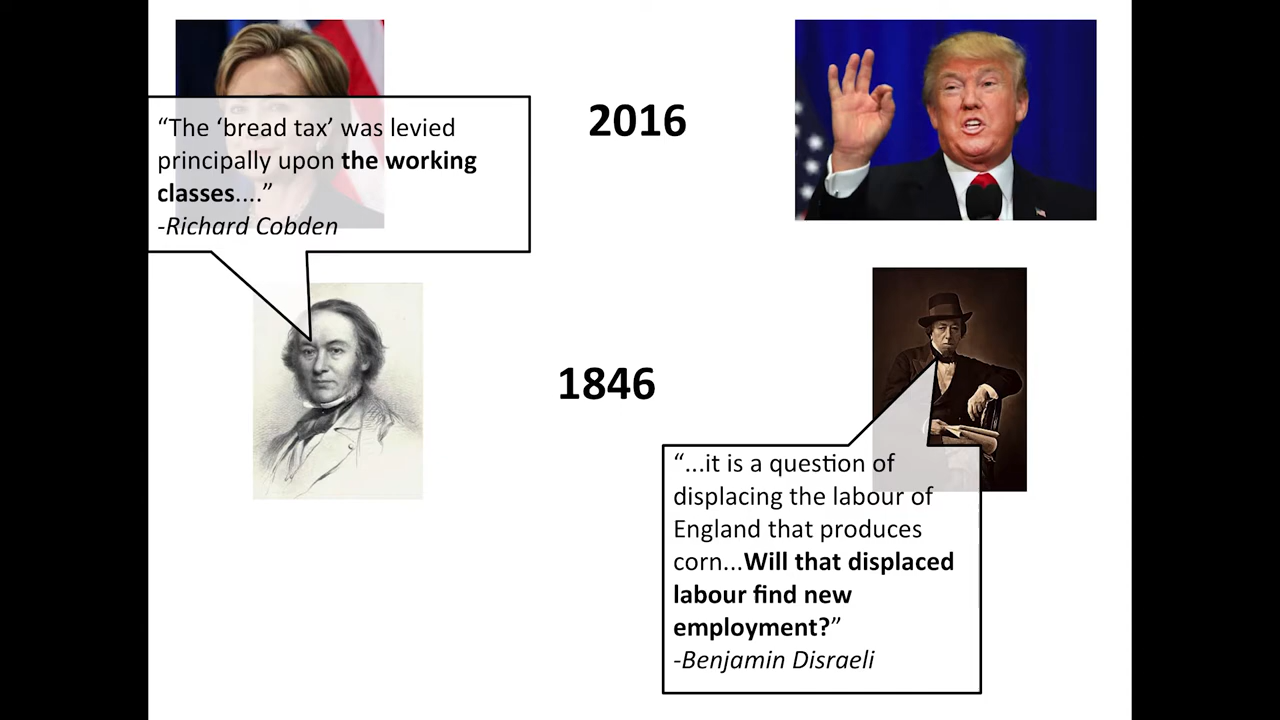 2016
“The ‘bread tax’ was levied
principally upon the working
classes....”
-Richard Cobden
1846
“...it is a question of
displacing the labour of
England that produces
corn...Will that displaced
labour find new
employment?”
-Benjamin Disraeli